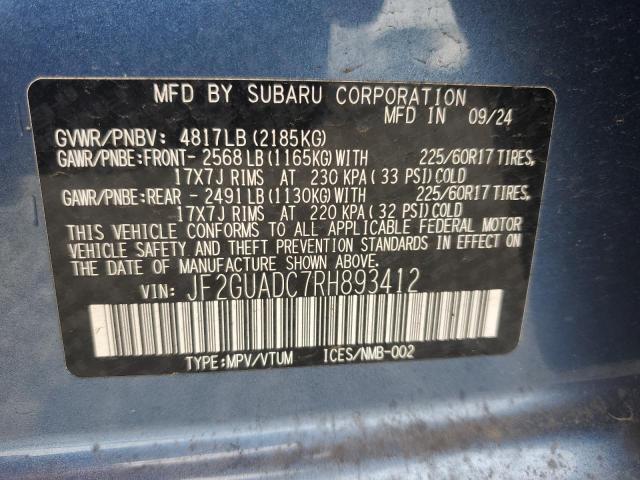 MFD BY SUBARU CORPORATION
MFD IN 09/24
GVWR/PNBV: 4817LB (2185KG)
GAWR/PNBE:FRONT- 2568 LB (1165KG) WITH 225/60R17 TIRES,
17X7J RIMS AT 230 KPA ( 33 PSI) COLD
GAWR/PNBE:REAR - 2491 LB (1130KG) WITH 225/60R17 TIRES,
17X7J RIMS AT 220 KPA ( 32 PSI) COLD
THIS VEHICLE CONFORMS TO ALL APPLICABLE FEDERAL MOTOR
VEHICLE SAFETY AND THEFT PREVENTION STANDARDS IN EFFECT ON
THE DATE OF MANUFACTURE SHOWN ABOVE.
VIN: JF2GUADC7RH893412
TYPE:MPV/VTUM ICES/NMB-002